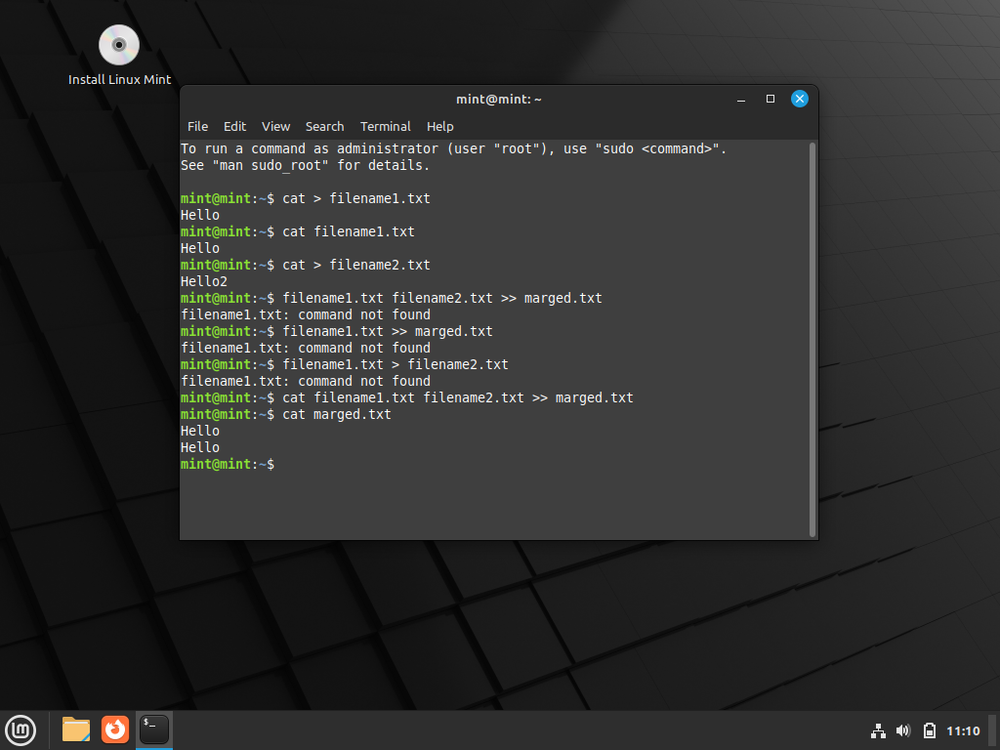 Install Linux Mint
mint@mint: ~
File Edit View Search Terminal Help
To run a command as administrator (user "root"), use "sudo <command>".
See "man sudo_root" for details.
mint@mint:~$ cat > filename1.txt
Hello
mint@mint:~$ cat filename1.txt
Hello
mint@mint:~$ cat > filename2.txt
Hello2
mint@mint:~$ filename1.txt filename2.txt >> marged.txt
filename1.txt: command not found
mint@mint:~$ filename1.txt >> marged.txt
filename1.txt: command not found
mint@mint:~$ filename1.txt > filename2.txt
filename1.txt: command not found
mint@mint:~$ cat filename1.txt filename2.txt >> marged.txt
mint@mint:~$ cat marged.txt
Hello
Hello
mint@mint:~$
11:10